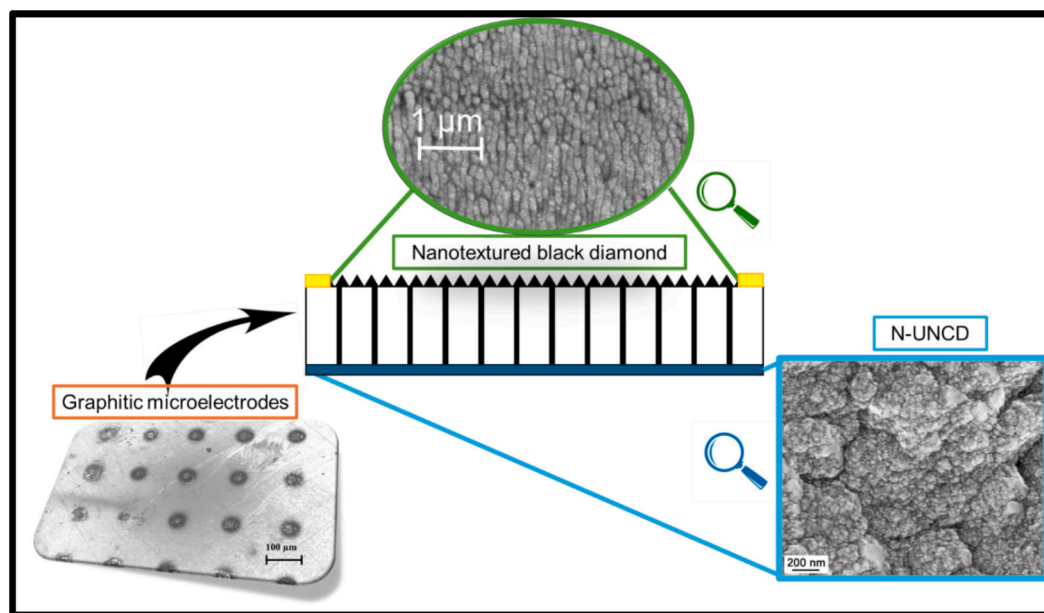 1 µm
Nanotextured black diamond
N-UNCD
Graphitic microelectrodes
100 µm
200 nm